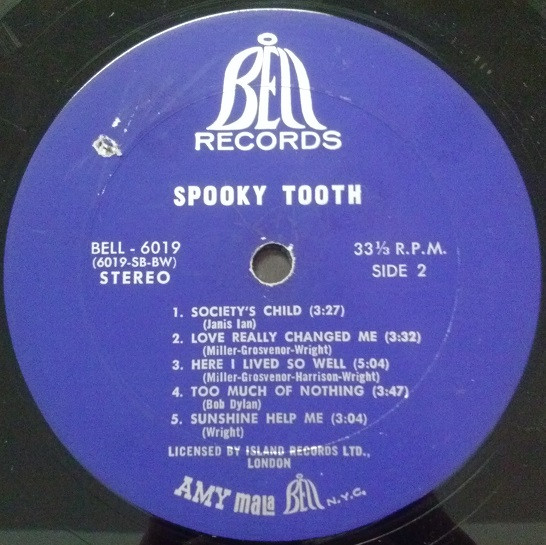 BELL
RECORDS
SPOOKY TOOTH
BELL - 6019
(6019-SB-BW)
STEREO
33⅓ R.P.M.
SIDE 2
1. SOCIETY'S CHILD (3:27)
(Janis Ian)
2. LOVE REALLY CHANGED ME (3:32)
(Miller-Grosvenor-Wright)
3. HERE I LIVED SO WELL (5:04)
(Miller-Grosvenor-Harrison-Wright)
4. TOO MUCH OF NOTHING (3:47)
(Bob Dylan)
5. SUNSHINE HELP ME (3:04)
(Wright)
LICENSED BY ISLAND RECORDS LTD.,
LONDON
AMY mala BELL N.Y.C.